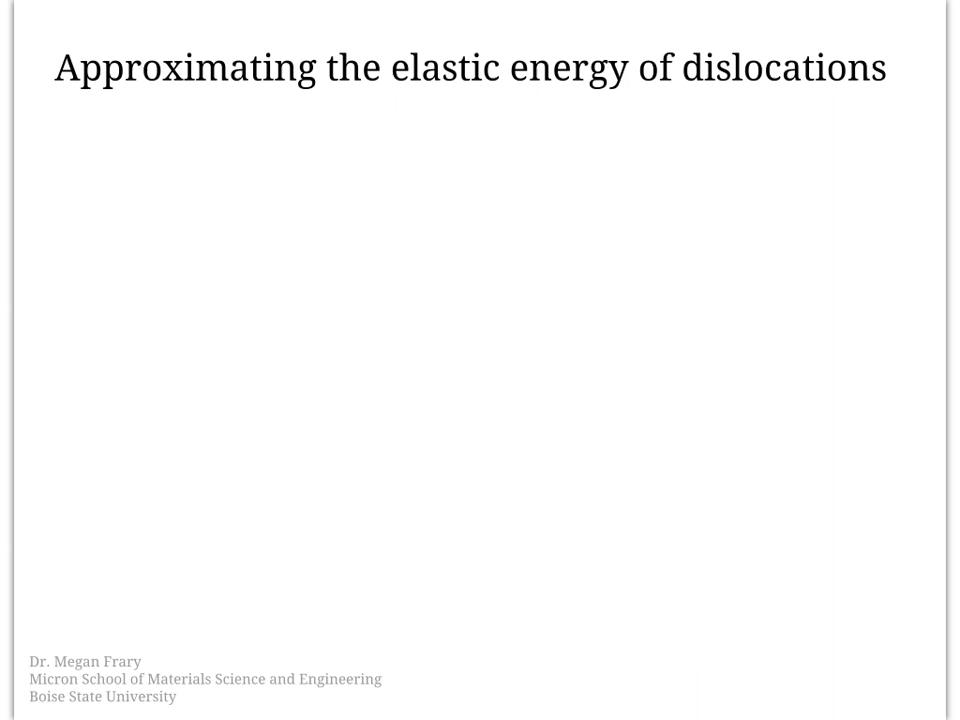 Approximating the elastic energy of dislocations
Dr. Megan Frary
Micron School of Materials Science and Engineering
Boise State University